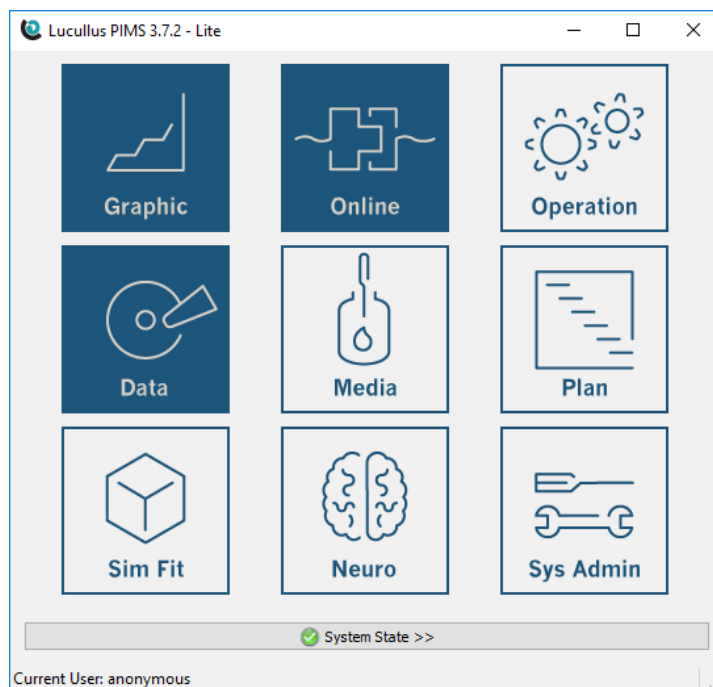 Lucullus PIMS 3.7.2 - Lite
Graphic
Online
Operation
Data
Media
Plan
Sim Fit
Neuro
Sys Admin
System State >>
Current User: anonymous